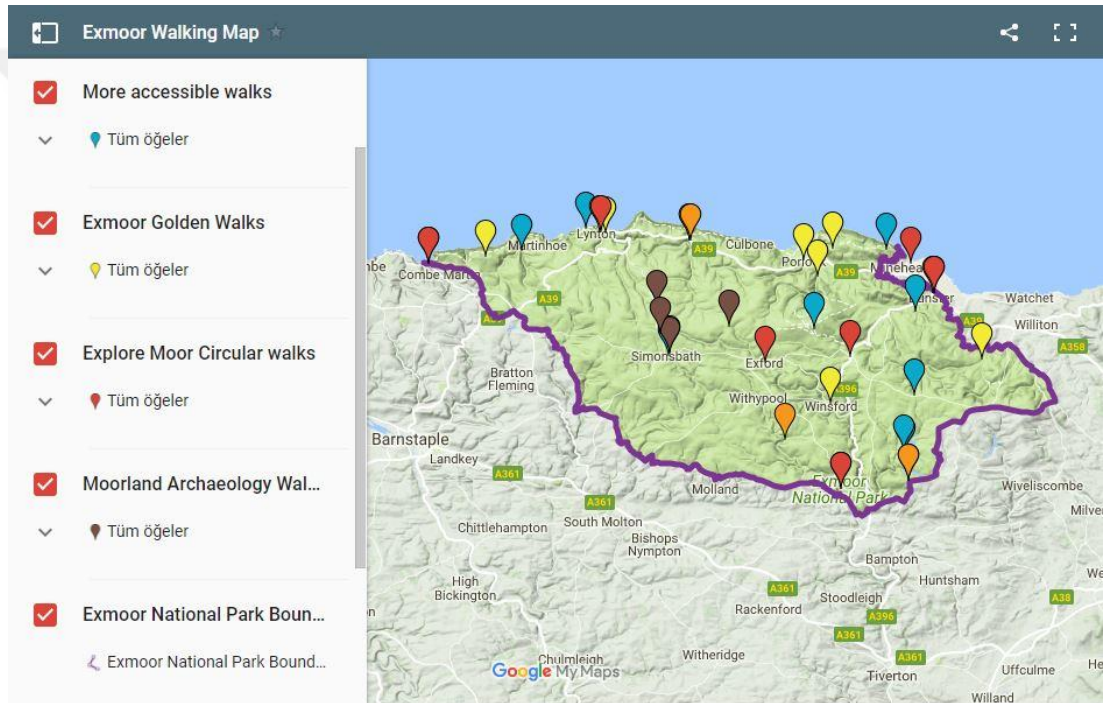 Exmoor Walking Map
More accessible walks
Tüm öğeler
Exmoor Golden Walks
Tüm öğeler
Explore Moor Circular walks
Tüm öğeler
Moorland Archaeology Wal...
Tüm öğeler
Exmoor National Park Boun...
Exmoor National Park Bound...
Lynton
Martinhoe
A39
Culbone
A39
Combe Martin
A39
Watchet
A39
Williton
A358
Simonsbath
Exford
Bratton
Fleming
Withypool
A396
Winsford
Barnstaple
Landkey
A361
Molland
Exmoor
National Park
Wiveliscombe
A361
Chittlehampton
South Molton
Bishops
Nympton
Milver
Bampton
High
Bickington
Huntsham
A361
Stoodleigh
A38
Rackenford
A396
A361
Chulmleigh
Witheridge
A361
Tiverton
Uffculme
Willand
Google My Maps